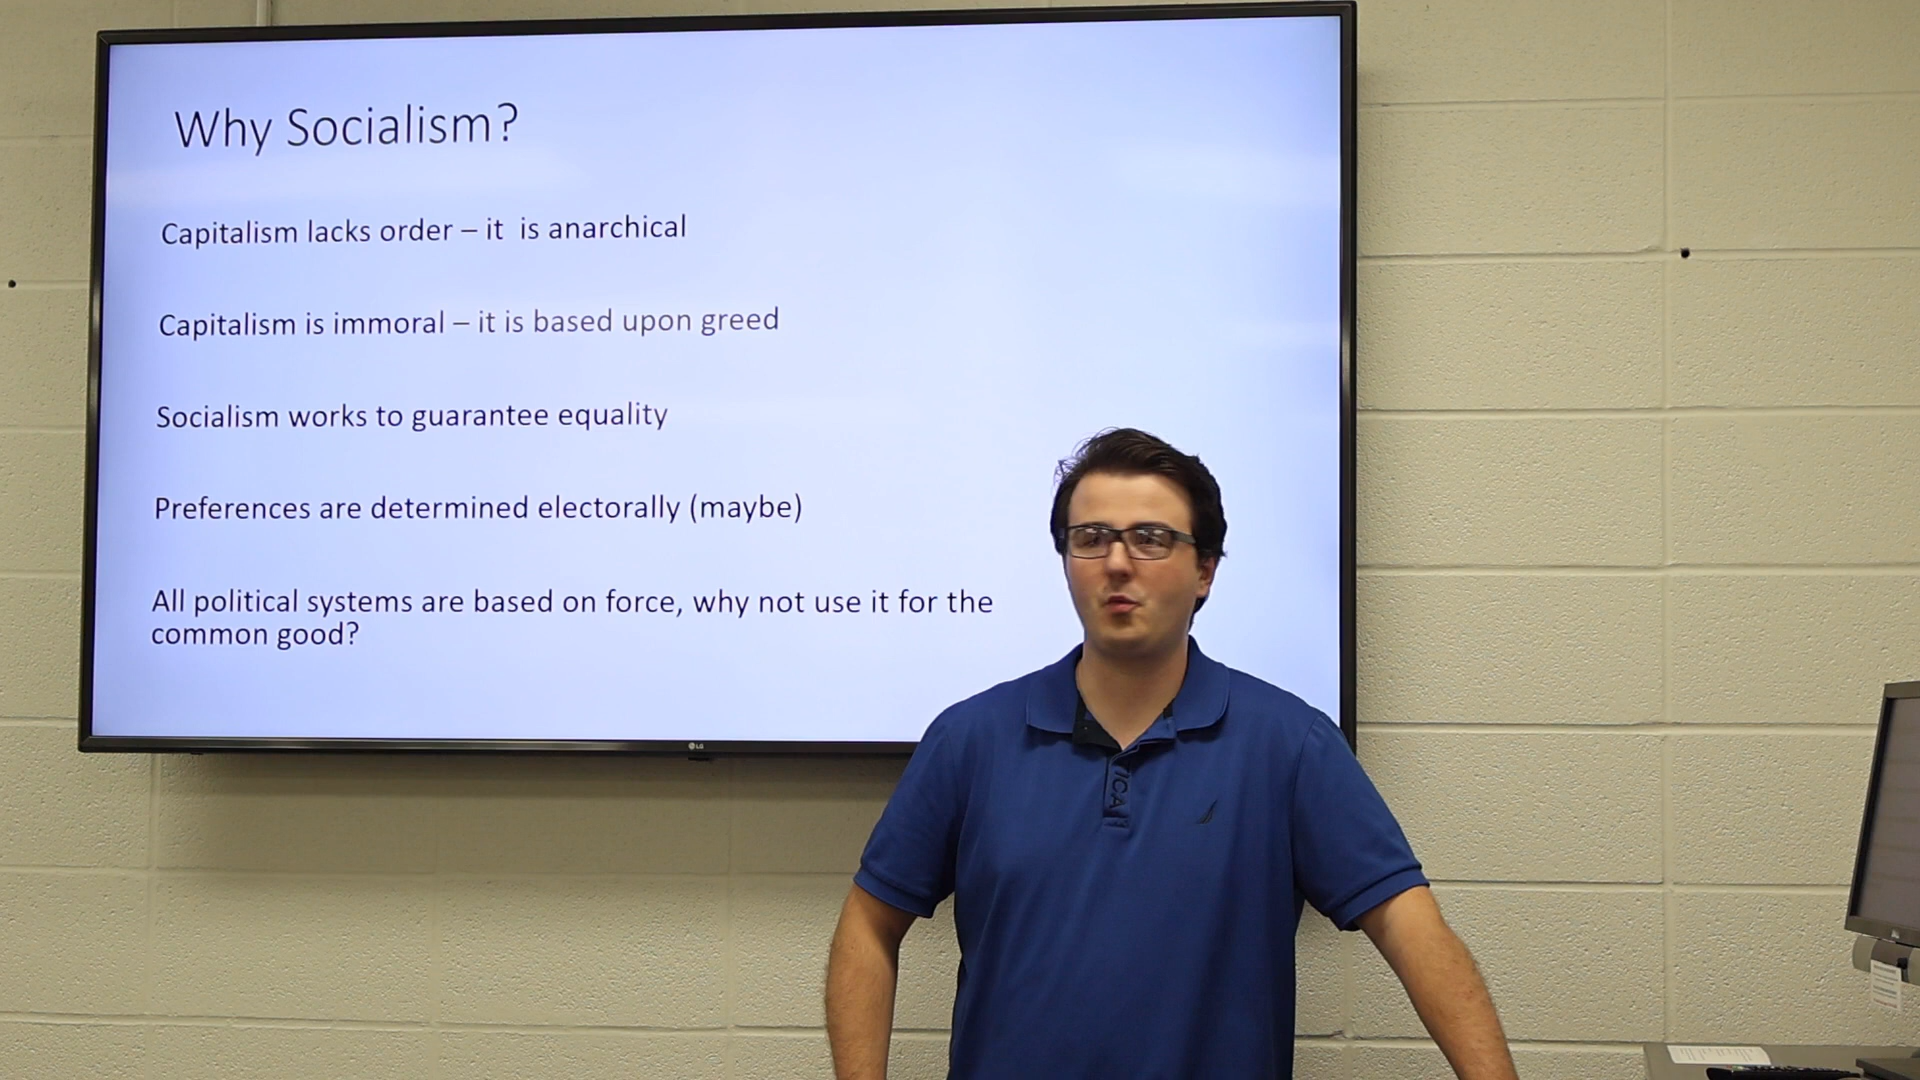 Why Socialism?
Capitalism lacks order – it  is anarchical
Capitalism is immoral – it is based upon greed
Socialism works to guarantee equality
Preferences are determined electorally (maybe)
All political systems are based on force, why not use it for the
common good?
LG
ICA